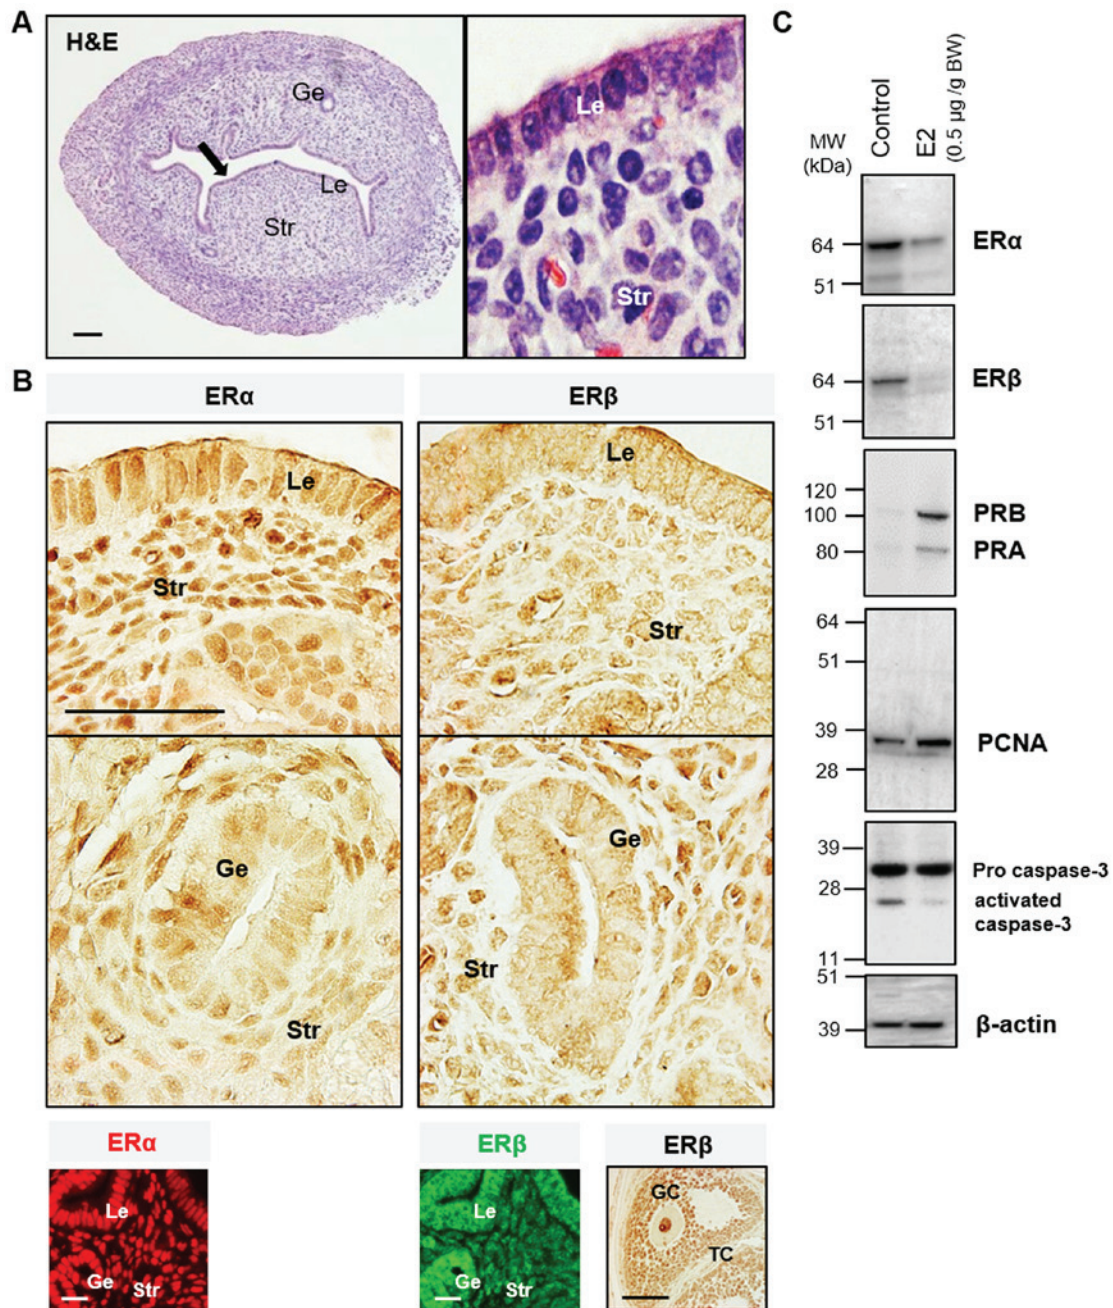 A
H&E
Ge
Le
Str
Le
Str
B
ERα
ERβ
Le
Str
Le
Str
Ge
Str
Ge
Str
ERα
ERβ
ERβ
Le
Ge
Str
Le
Ge
Str
GC
TC
C
MW
(kDa)
Control
E2
(0.5 µg /g BW)
64
51
ERα
64
51
ERβ
120
100
80
PRB
PRA
64
51
39
28
PCNA
39
28
11
Pro caspase-3
activated
caspase-3
51
39
β-actin